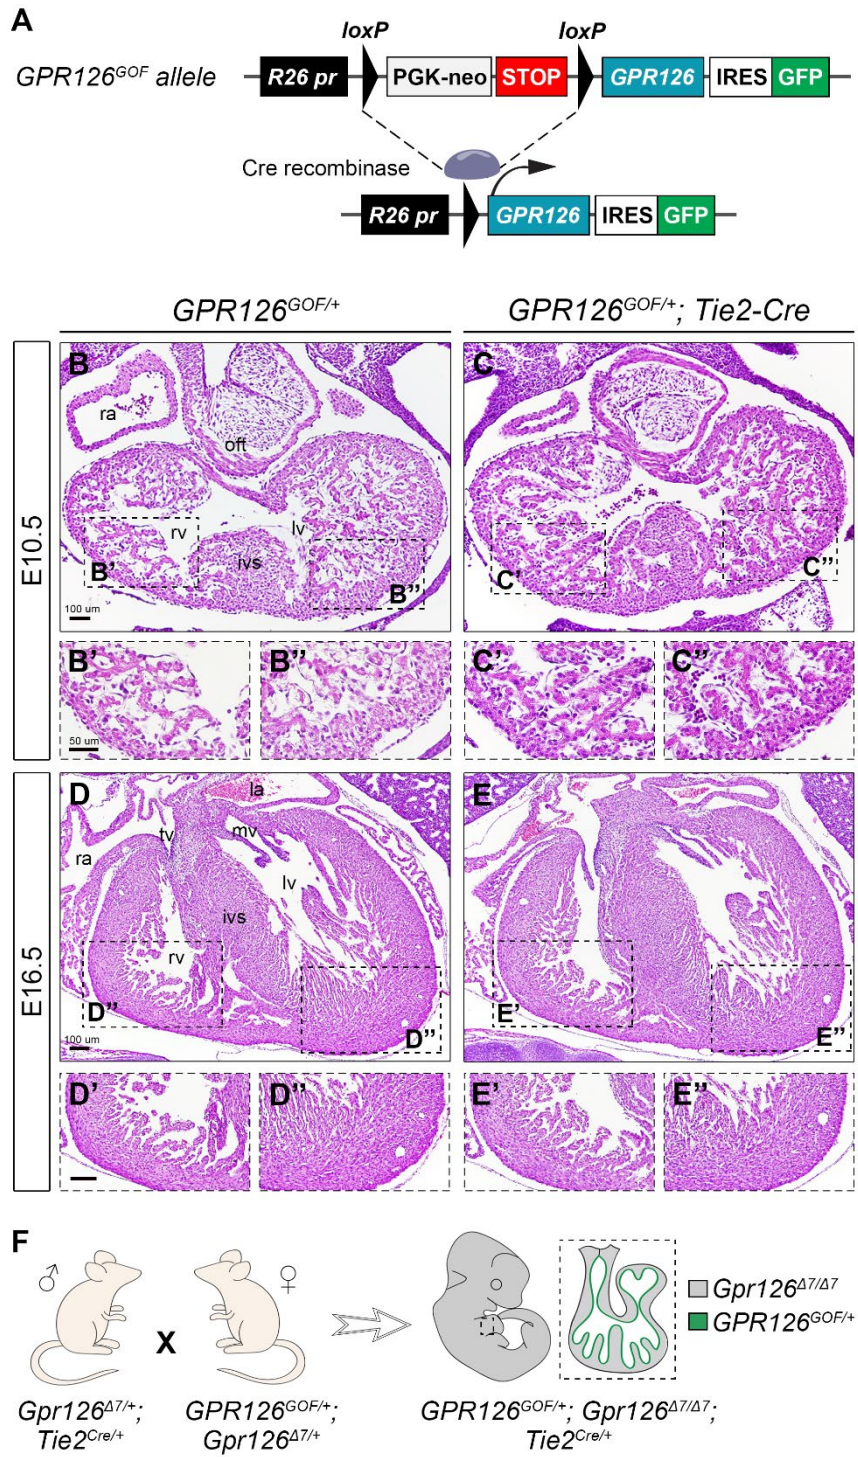 A
loxP loxP
GPR126GOF allele
R26 pr PGK-neo STOP GPR126 IRES GFP
Cre recombinase
R26 pr GPR126 IRES GFP
GPR126GOF/+ GPR126GOF/+; Tie2-Cre
E10.5
B
ra
oft
rv
lv
ivs
B’
B’’
100 um
C
C’
C’’
B’
50 um
B’’
C’
C’’
E16.5
D
la
tv
mv
ra
lv
ivs
rv
D’’
D’’
100 um
E
E’
E’’
D’
D’’
E’
E’’
F
♂ ♀
X
Gpr126Δ7/Δ7
GPR126GOF/+
Gpr126Δ7/+;
Tie2Cre/+
GPR126GOF/+;
Gpr126Δ7/+
GPR126GOF/+; Gpr126Δ7/Δ7;
Tie2Cre/+